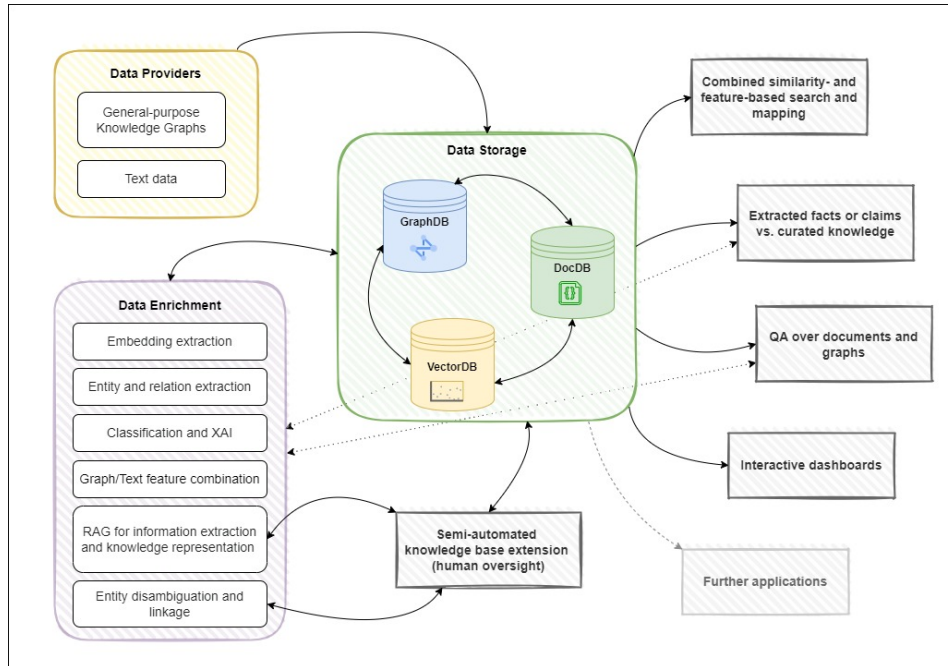 Data Providers
General-purpose
Knowledge Graphs
Text data
Data Storage
GraphDB
DocDB
{}
VectorDB
Data Enrichment
Embedding extraction
Entity and relation extraction
Classification and XAI
Graph/Text feature combination
RAG for information extraction
and knowledge representation
Entity disambiguation and
linkage
Semi-automated
knowledge base extension
(human oversight)
Combined similarity- and
feature-based search and
mapping
Extracted facts or claims
vs. curated knowledge
QA over documents and
graphs
Interactive dashboards
Further applications